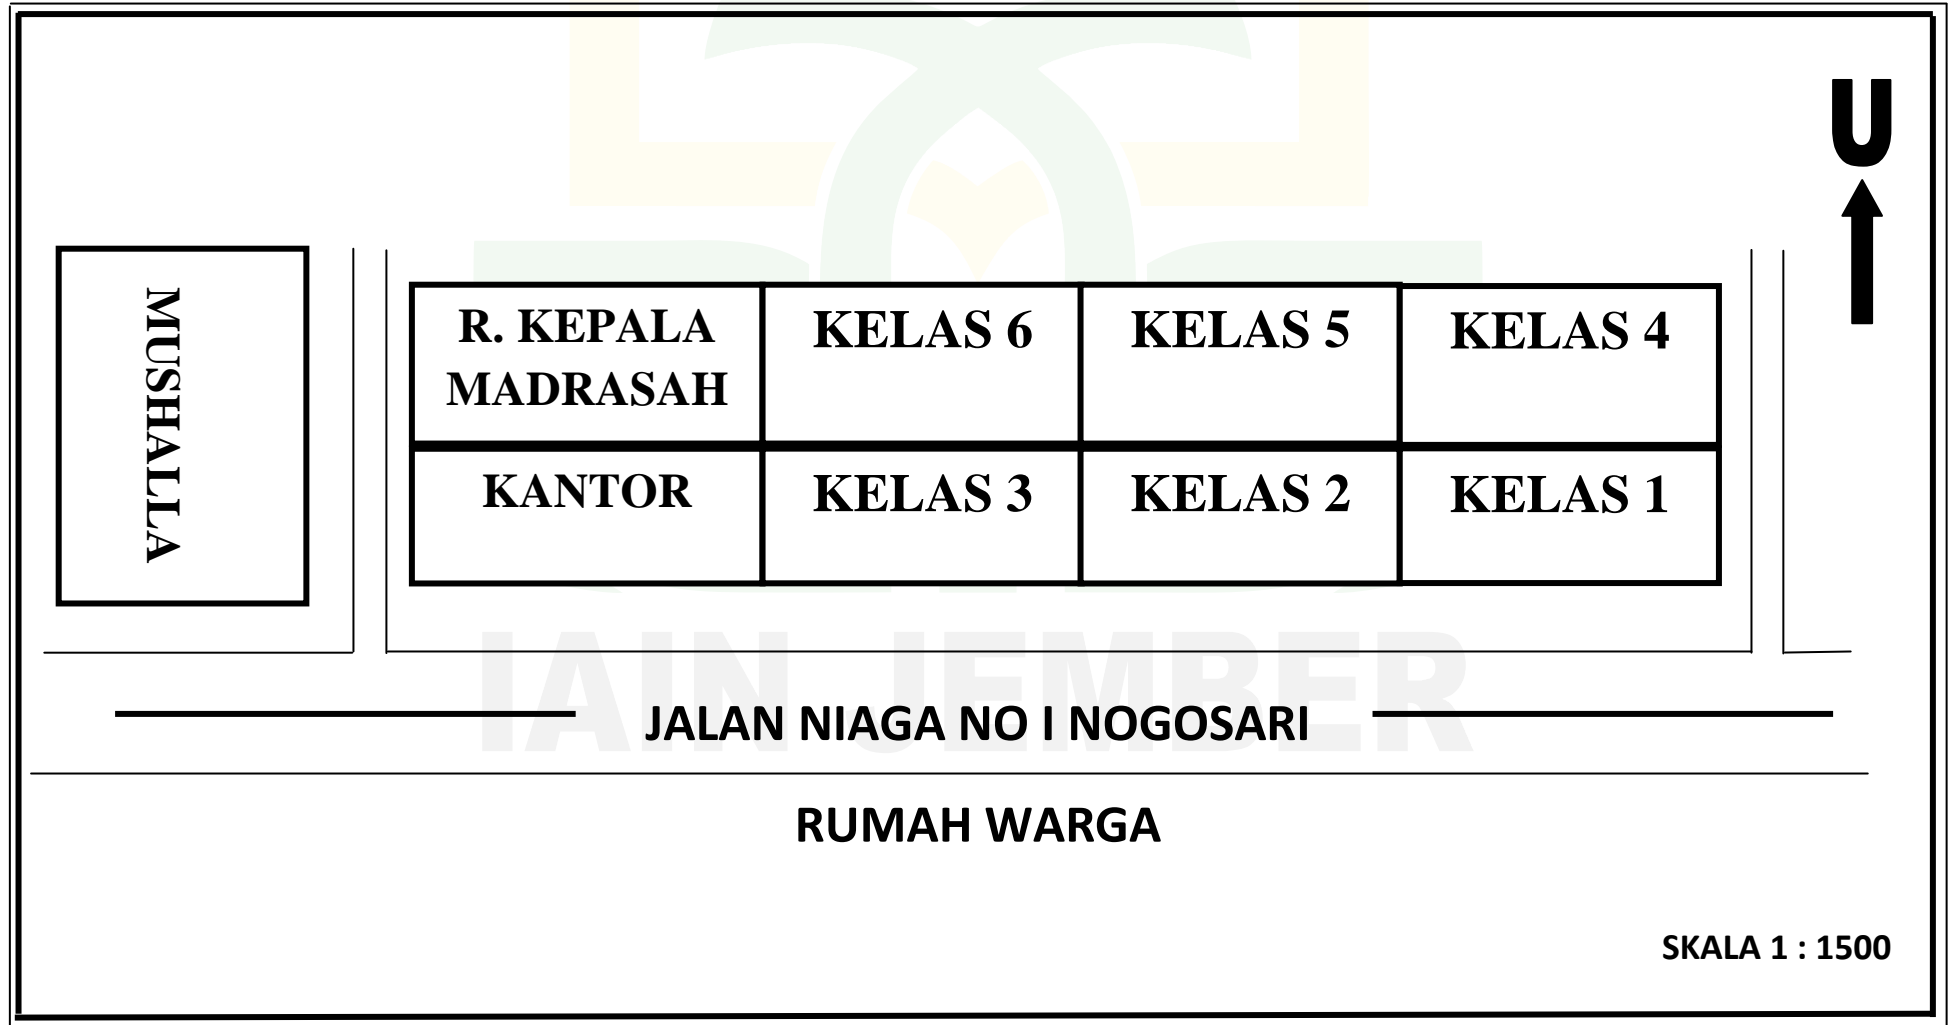 U
MUSHALLA
R. KEPALA
MADRASAH
KELAS 6
KELAS 5
KELAS 4
KANTOR
KELAS 3
KELAS 2
KELAS 1
IAIN JEMBER
JALAN NIAGA NO I NOGOSARI
RUMAH WARGA
SKALA 1 : 1500